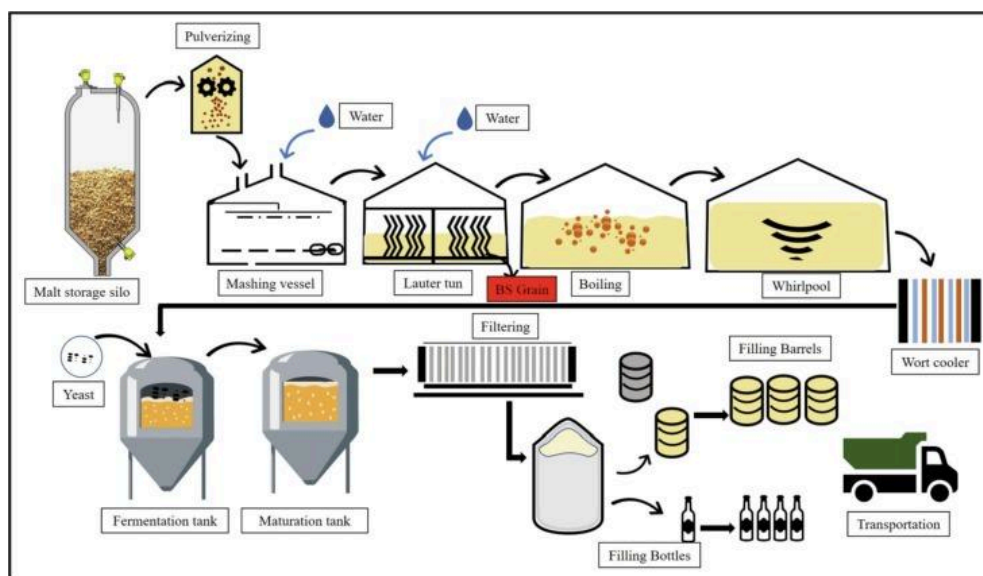 Pulverizing
Water
Water
Malt storage silo
Mashing vessel
Lauter tun
BS Grain
Boiling
Whirlpool
Wort cooler
Yeast
Filtering
Filling Barrels
Fermentation tank
Maturation tank
Filling Bottles
Transportation